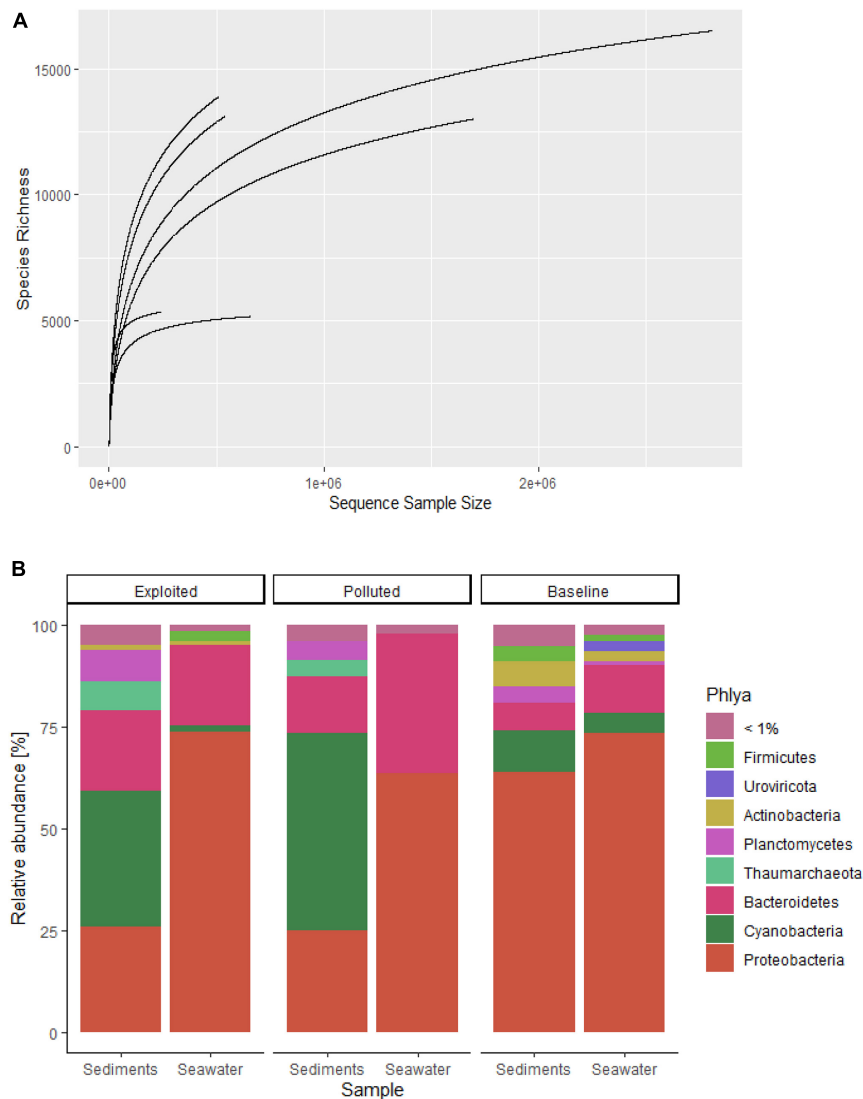 A
Species Richness
15000
10000
5000
0
0e+00 1e+06 2e+06
Sequence Sample Size
B
Exploited Polluted Baseline
Relative abundance [%]
100
75
50
25
0
Sediments Seawater Sediments Seawater Sediments Seawater
Sample
Phlya
< 1%
Firmicutes
Uroviricota
Actinobacteria
Planctomycetes
Thaumarchaeota
Bacteroidetes
Cyanobacteria
Proteobacteria